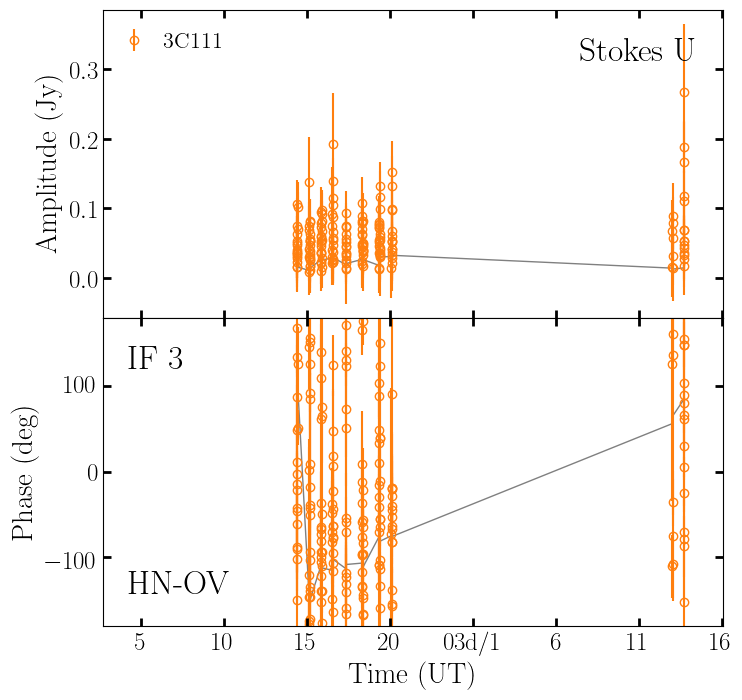 3C111
Stokes U
0.3
0.2
0.1
0.0
Amplitude (Jy)
IF 3
100
0
−100
Phase (deg)
HN-OV
5 10 15 20 03d/1 6 11 16
Time (UT)